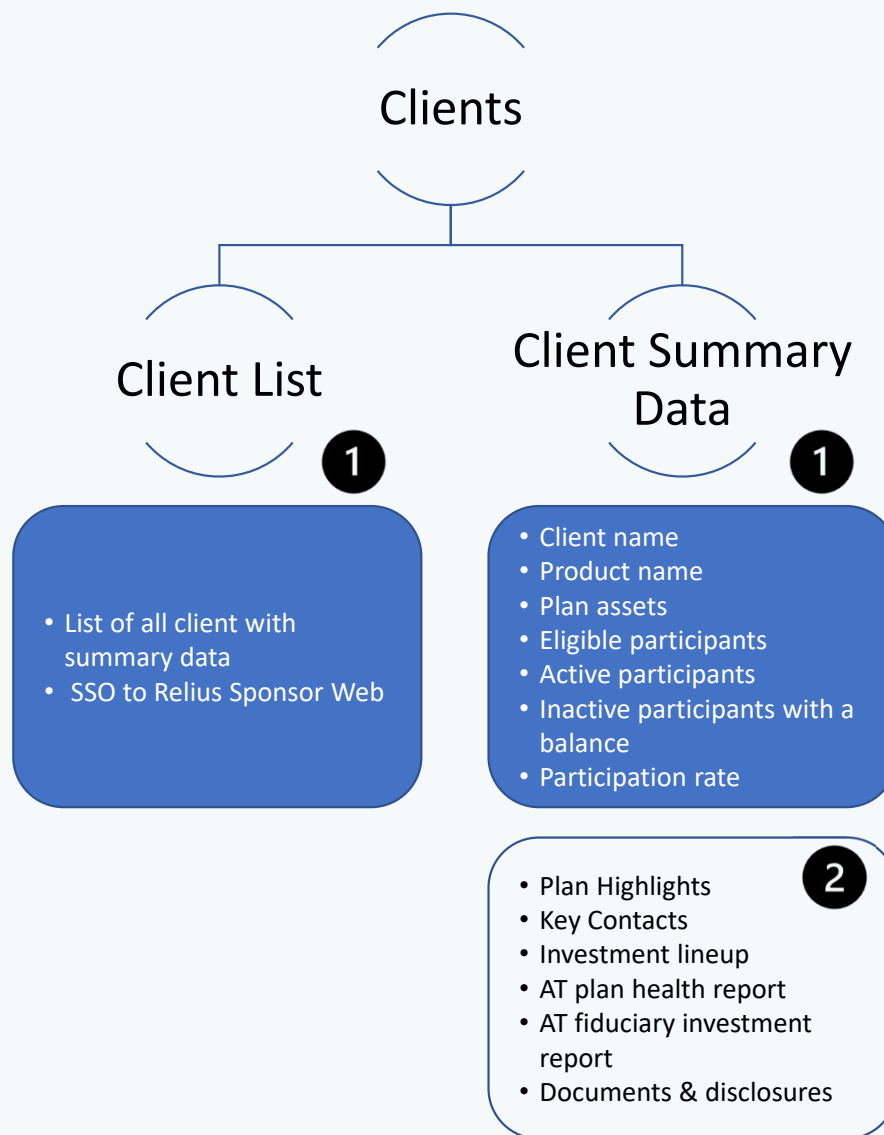 Clients
Client List
1
• List of all client with
summary data
• SSO to Relius Sponsor Web
Client Summary
Data
1
• Client name
• Product name
• Plan assets
• Eligible participants
• Active participants
• Inactive participants with a
balance
• Participation rate
2
• Plan Highlights
• Key Contacts
• Investment lineup
• AT plan health report
• AT fiduciary investment
report
• Documents & disclosures